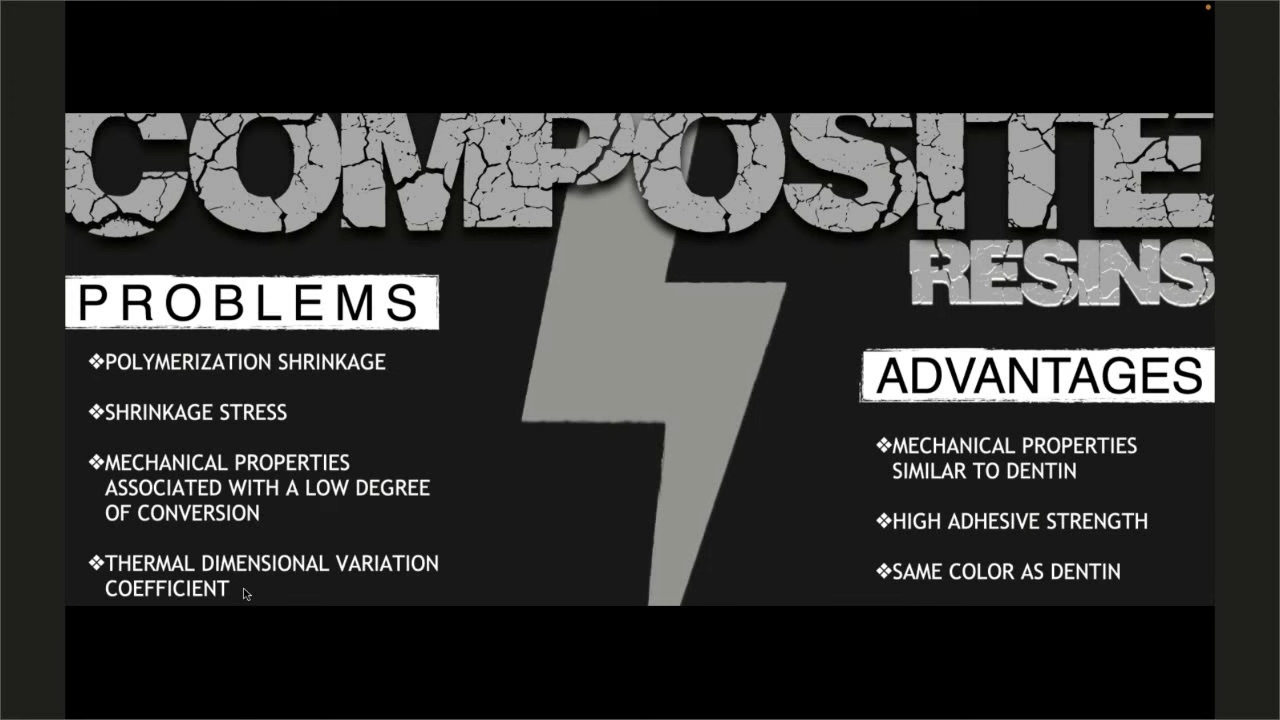 COMPOSITE
RESINS
PROBLEMS
❖POLYMERIZATION SHRINKAGE
❖SHRINKAGE STRESS
❖MECHANICAL PROPERTIES
ASSOCIATED WITH A LOW DEGREE
OF CONVERSION
❖THERMAL DIMENSIONAL VARIATION
COEFFICIENT
ADVANTAGES
❖MECHANICAL PROPERTIES
SIMILAR TO DENTIN
❖HIGH ADHESIVE STRENGTH
❖SAME COLOR AS DENTIN